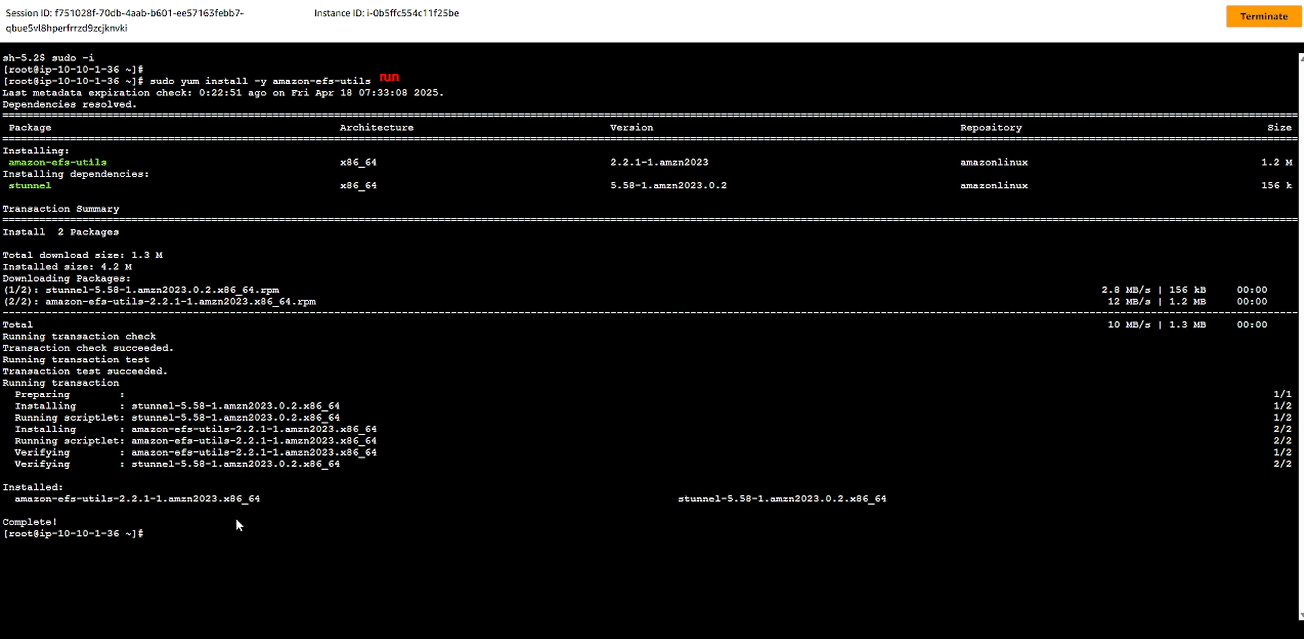 Session ID: f751028f-70db-4aab-b601-ee57163febb7-
qbue5vl8hperfrrzd9zcjknvki
Instance ID: i-0b5ffc554c11f25be
Terminate
sh-5.2$ sudo -i
[root@ip-10-10-1-36 ~]#
[root@ip-10-10-1-36 ~]# sudo yum install -y amazon-efs-utils run
Last metadata expiration check: 0:22:51 ago on Fri Apr 18 07:33:08 2025.
Dependencies resolved.
================================================================================
Package Architecture Version Repository Size
================================================================================
Installing:
amazon-efs-utils x86_64 2.2.1-1.amzn2023 amazonlinux 1.2 M
Installing dependencies:
stunnel x86_64 5.58-1.amzn2023.0.2 amazonlinux 156 k
Transaction Summary
================================================================================
Install 2 Packages
Total download size: 1.3 M
Installed size: 4.2 M
Downloading Packages:
(1/2): stunnel-5.58-1.amzn2023.0.2.x86_64.rpm 2.8 MB/s | 156 kB 00:00
(2/2): amazon-efs-utils-2.2.1-1.amzn2023.x86_64.rpm 12 MB/s | 1.2 MB 00:00
--------------------------------------------------------------------------------
Total 10 MB/s | 1.3 MB 00:00
Running transaction check
Transaction check succeeded.
Running transaction test
Transaction test succeeded.
Running transaction
Preparing : 1/1
Installing : stunnel-5.58-1.amzn2023.0.2.x86_64 1/2
Running scriptlet: stunnel-5.58-1.amzn2023.0.2.x86_64 1/2
Installing : amazon-efs-utils-2.2.1-1.amzn2023.x86_64 2/2
Running scriptlet: amazon-efs-utils-2.2.1-1.amzn2023.x86_64 2/2
Verifying : amazon-efs-utils-2.2.1-1.amzn2023.x86_64 1/2
Verifying : stunnel-5.58-1.amzn2023.0.2.x86_64 2/2
Installed:
amazon-efs-utils-2.2.1-1.amzn2023.x86_64 stunnel-5.58-1.amzn2023.0.2.x86_64
Complete!
[root@ip-10-10-1-36 ~]#